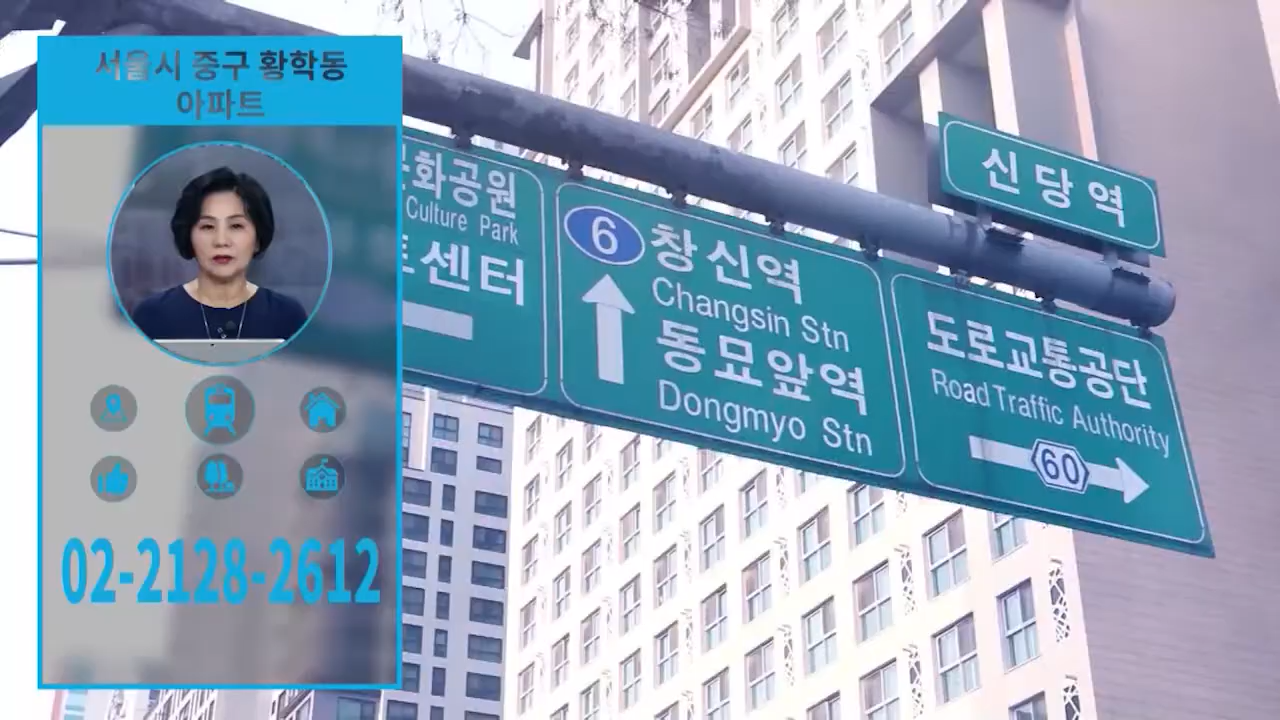 서울시 중구 황학동
아파트
02-2128-2612
화공원
Culture Park
센터
6
창신역
Changsin Stn
동묘앞역
Dongmyo Stn
신당역
도로교통공단
Road Traffic Authority
60